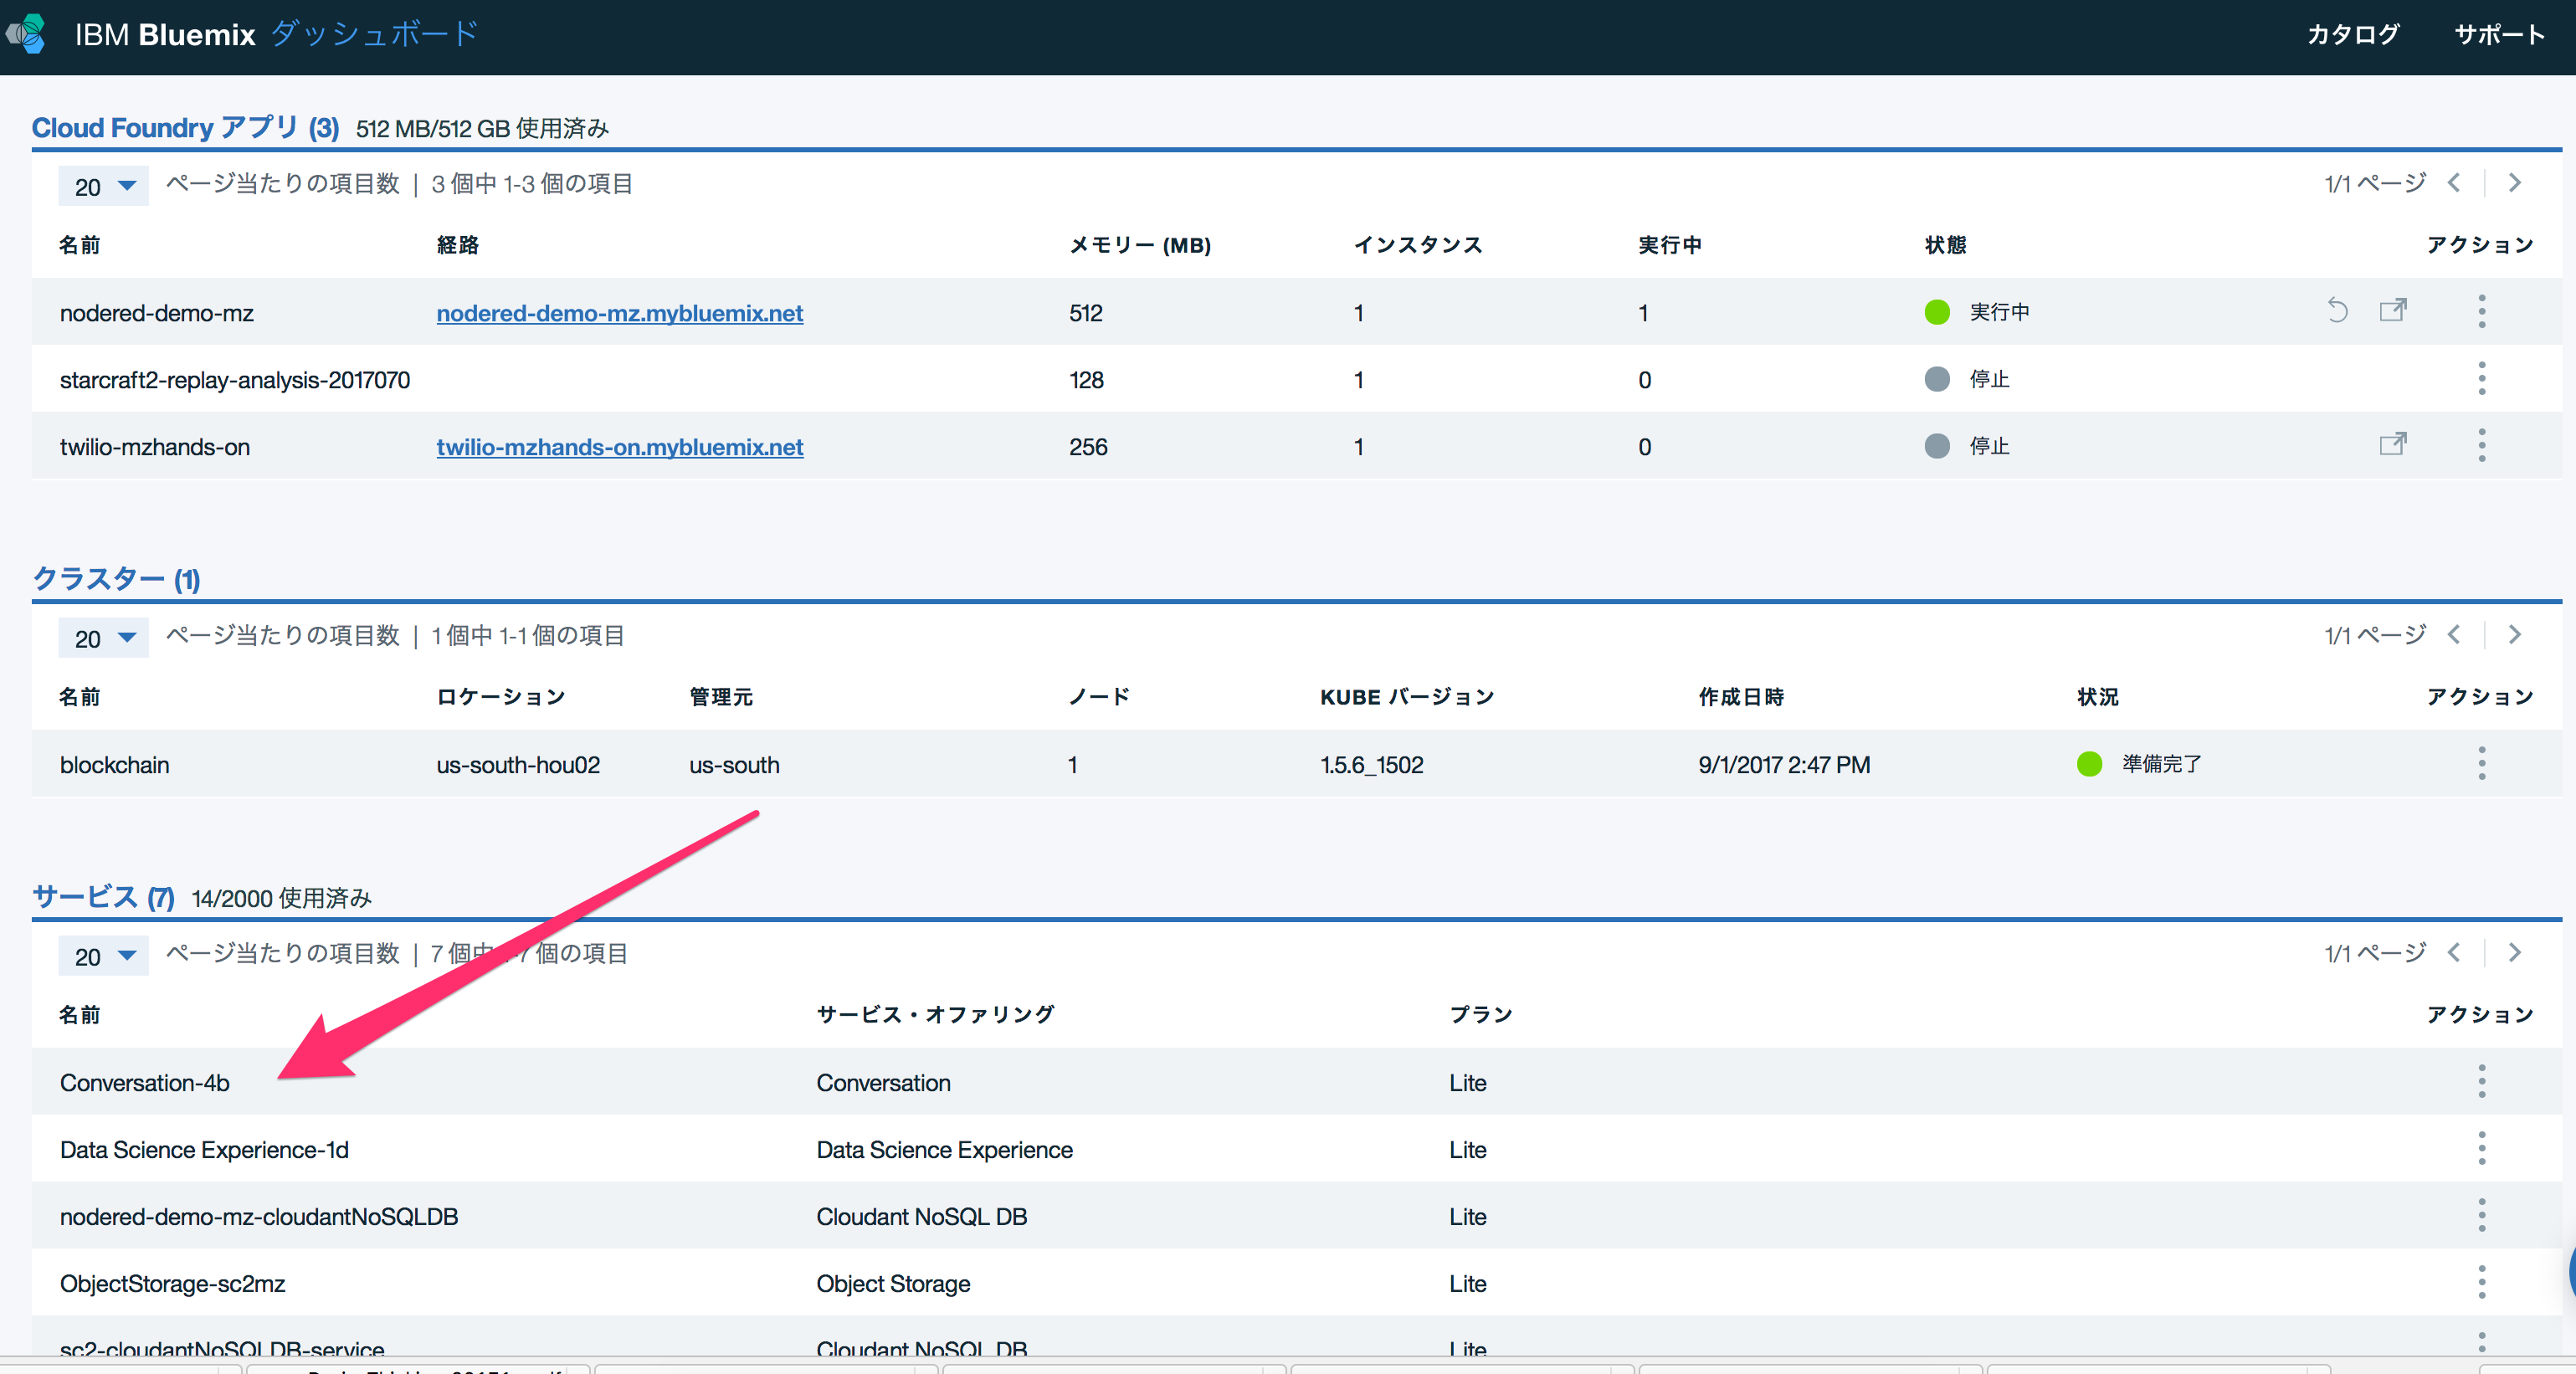 IBM Bluemix ダッシュボード カタログ サポート
Cloud Foundry アプリ (3) 512 MB/512 GB 使用済み
20 ページ当たりの項目数 | 3 個中 1-3 個の項目 1/1 ページ
名前 経路 メモリー (MB) インスタンス 実行中 状態 アクション
nodered-demo-mz nodered-demo-mz.mybluemix.net 512 1 1 実行中
starcraft2-replay-analysis-2017070 128 1 0 停止
twilio-mzhands-on twilio-mzhands-on.mybluemix.net 256 1 0 停止
クラスター (1)
20 ページ当たりの項目数 | 1 個中 1-1 個の項目 1/1 ページ
名前 ロケーション 管理元 ノード KUBE バージョン 作成日時 状況 アクション
blockchain us-south-hou02 us-south 1 1.5.6_1502 9/1/2017 2:47 PM 準備完了
サービス (7) 14/2000 使用済み
20 ページ当たりの項目数 | 7 個中 1-7 個の項目 1/1 ページ
名前 サービス・オファリング プラン アクション
Conversation-4b Conversation Lite
Data Science Experience-1d Data Science Experience Lite
nodered-demo-mz-cloudantNoSQLDB Cloudant NoSQL DB Lite
ObjectStorage-sc2mz Object Storage Lite
sc2-cloudantNoSQLDB-service Cloudant NoSQL DB Lite